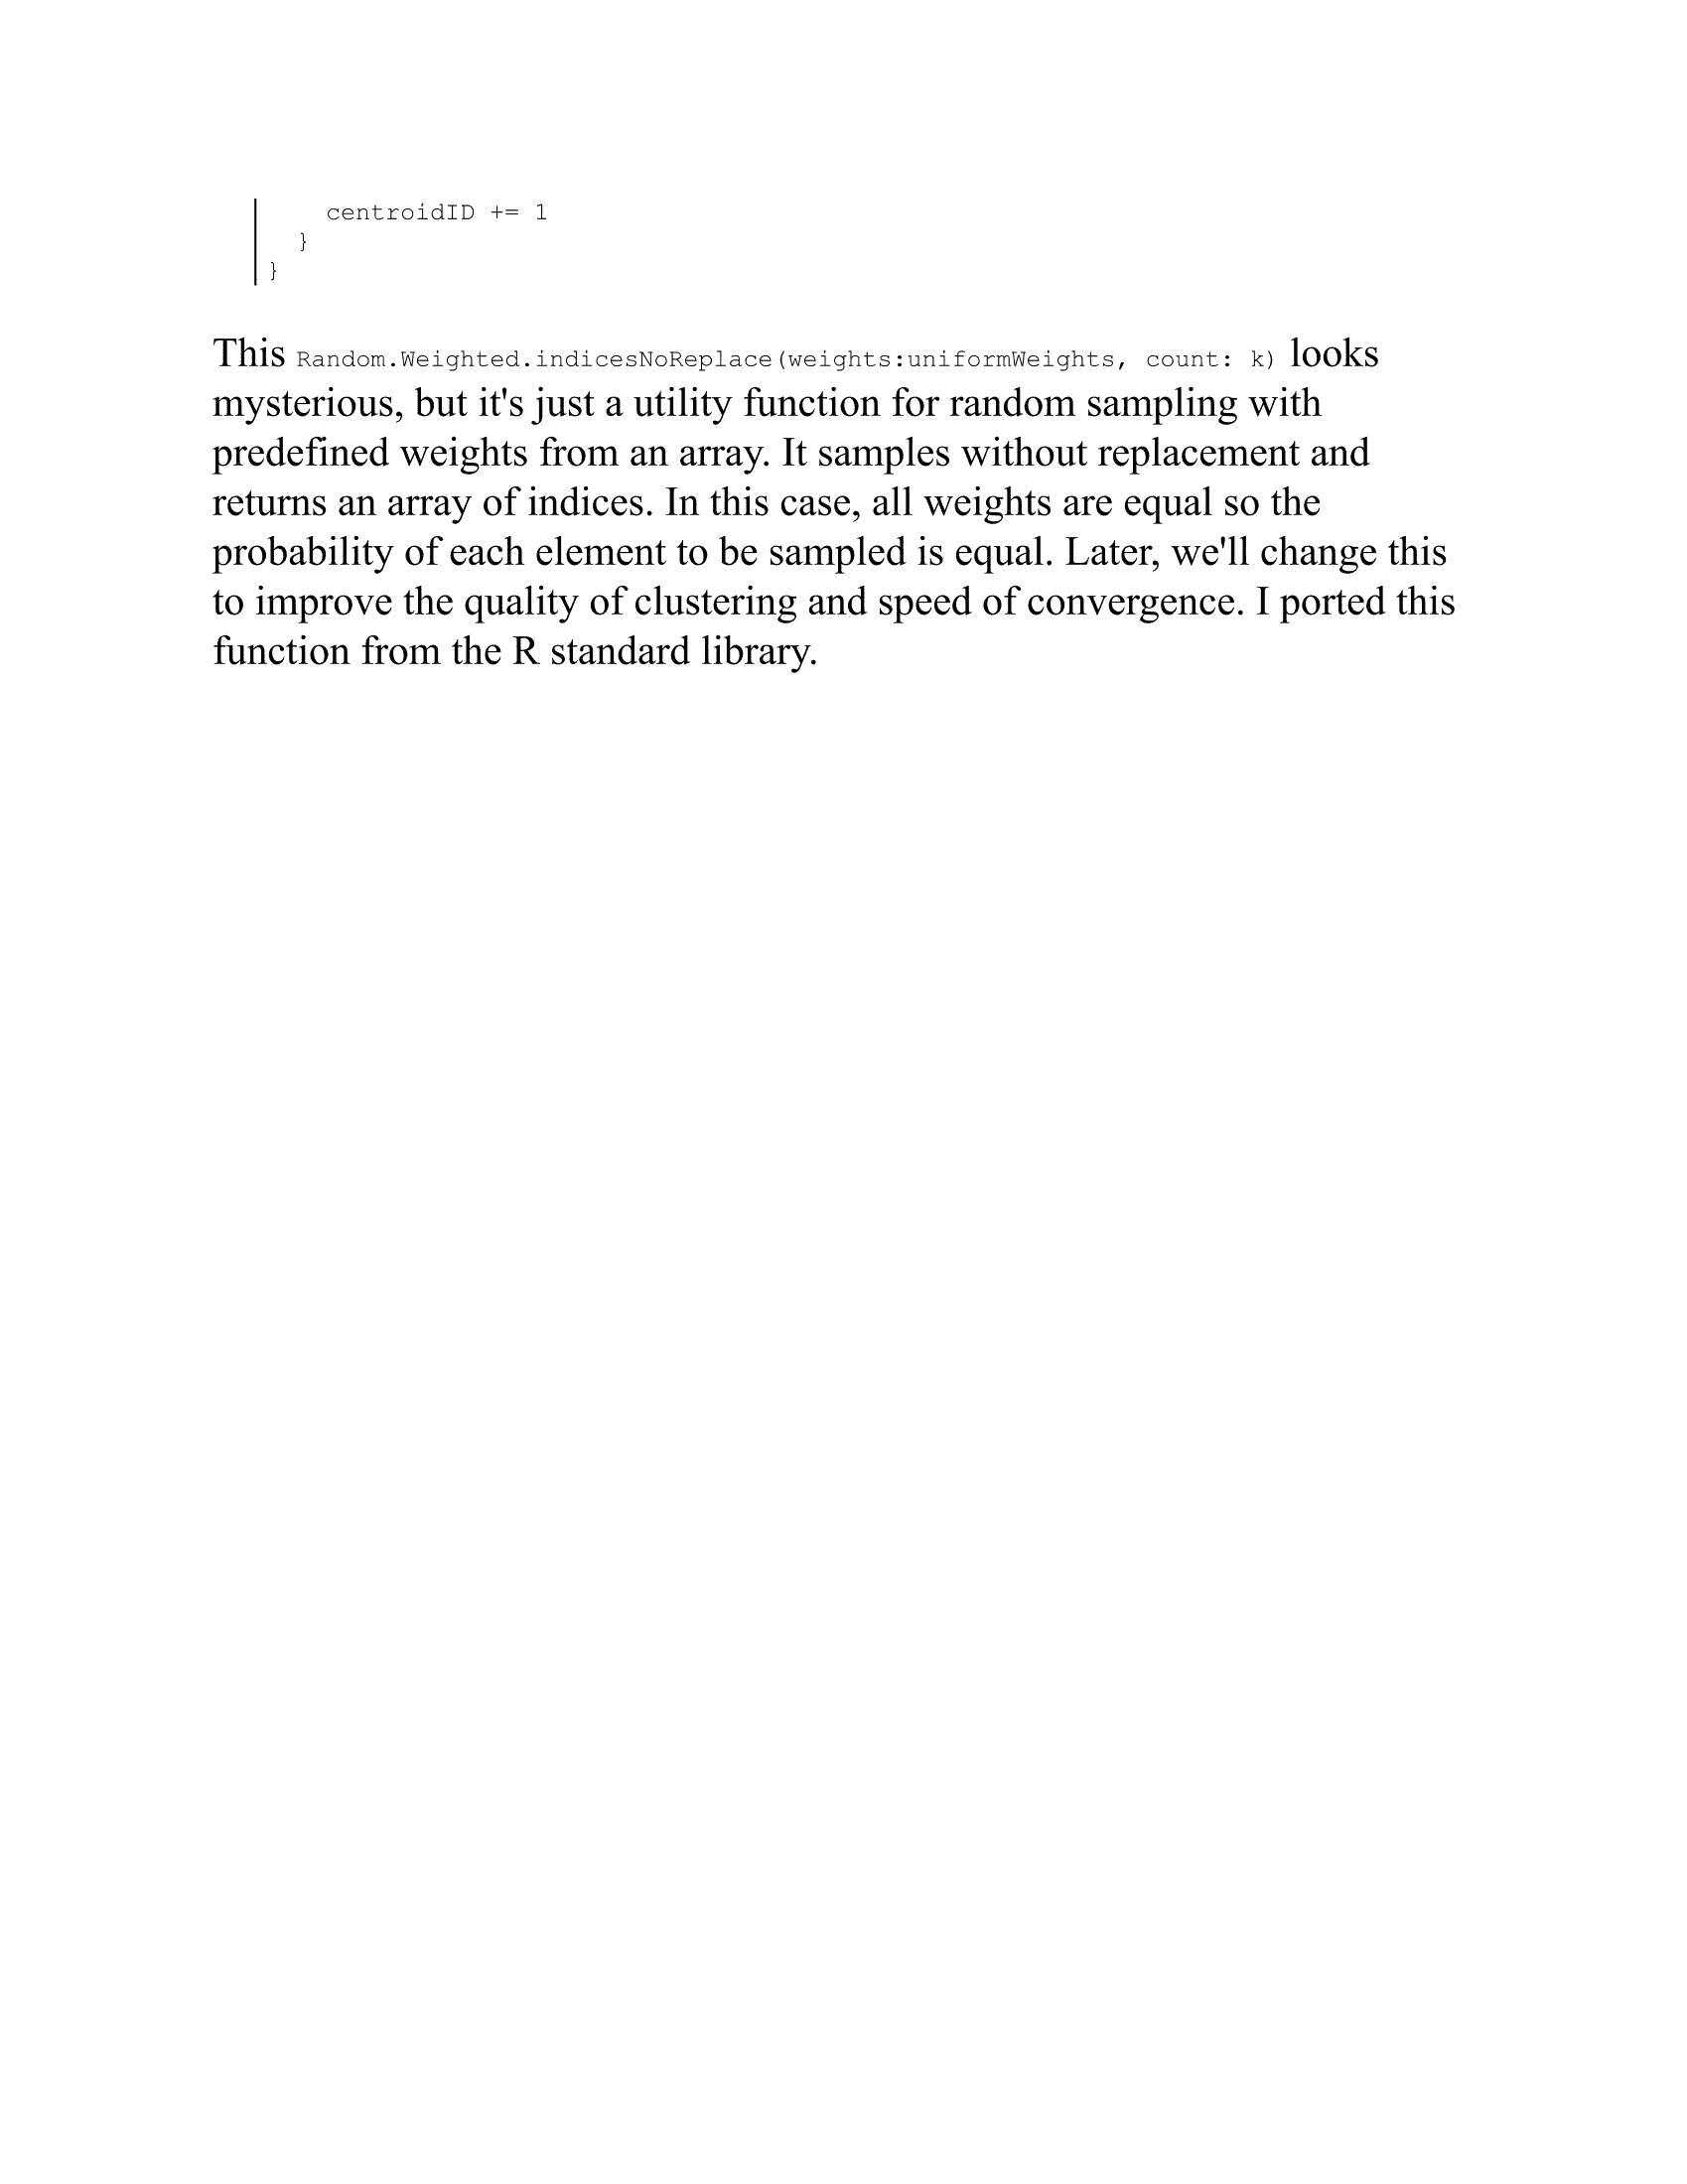 centroidID += 1
}
}
This Random.Weighted.indicesNoReplace(weights:uniformWeights, count: k) looks
mysterious, but it's just a utility function for random sampling with
predefined weights from an array. It samples without replacement and
returns an array of indices. In this case, all weights are equal so the
probability of each element to be sampled is equal. Later, we'll change this
to improve the quality of clustering and speed of convergence. I ported this
function from the R standard library.